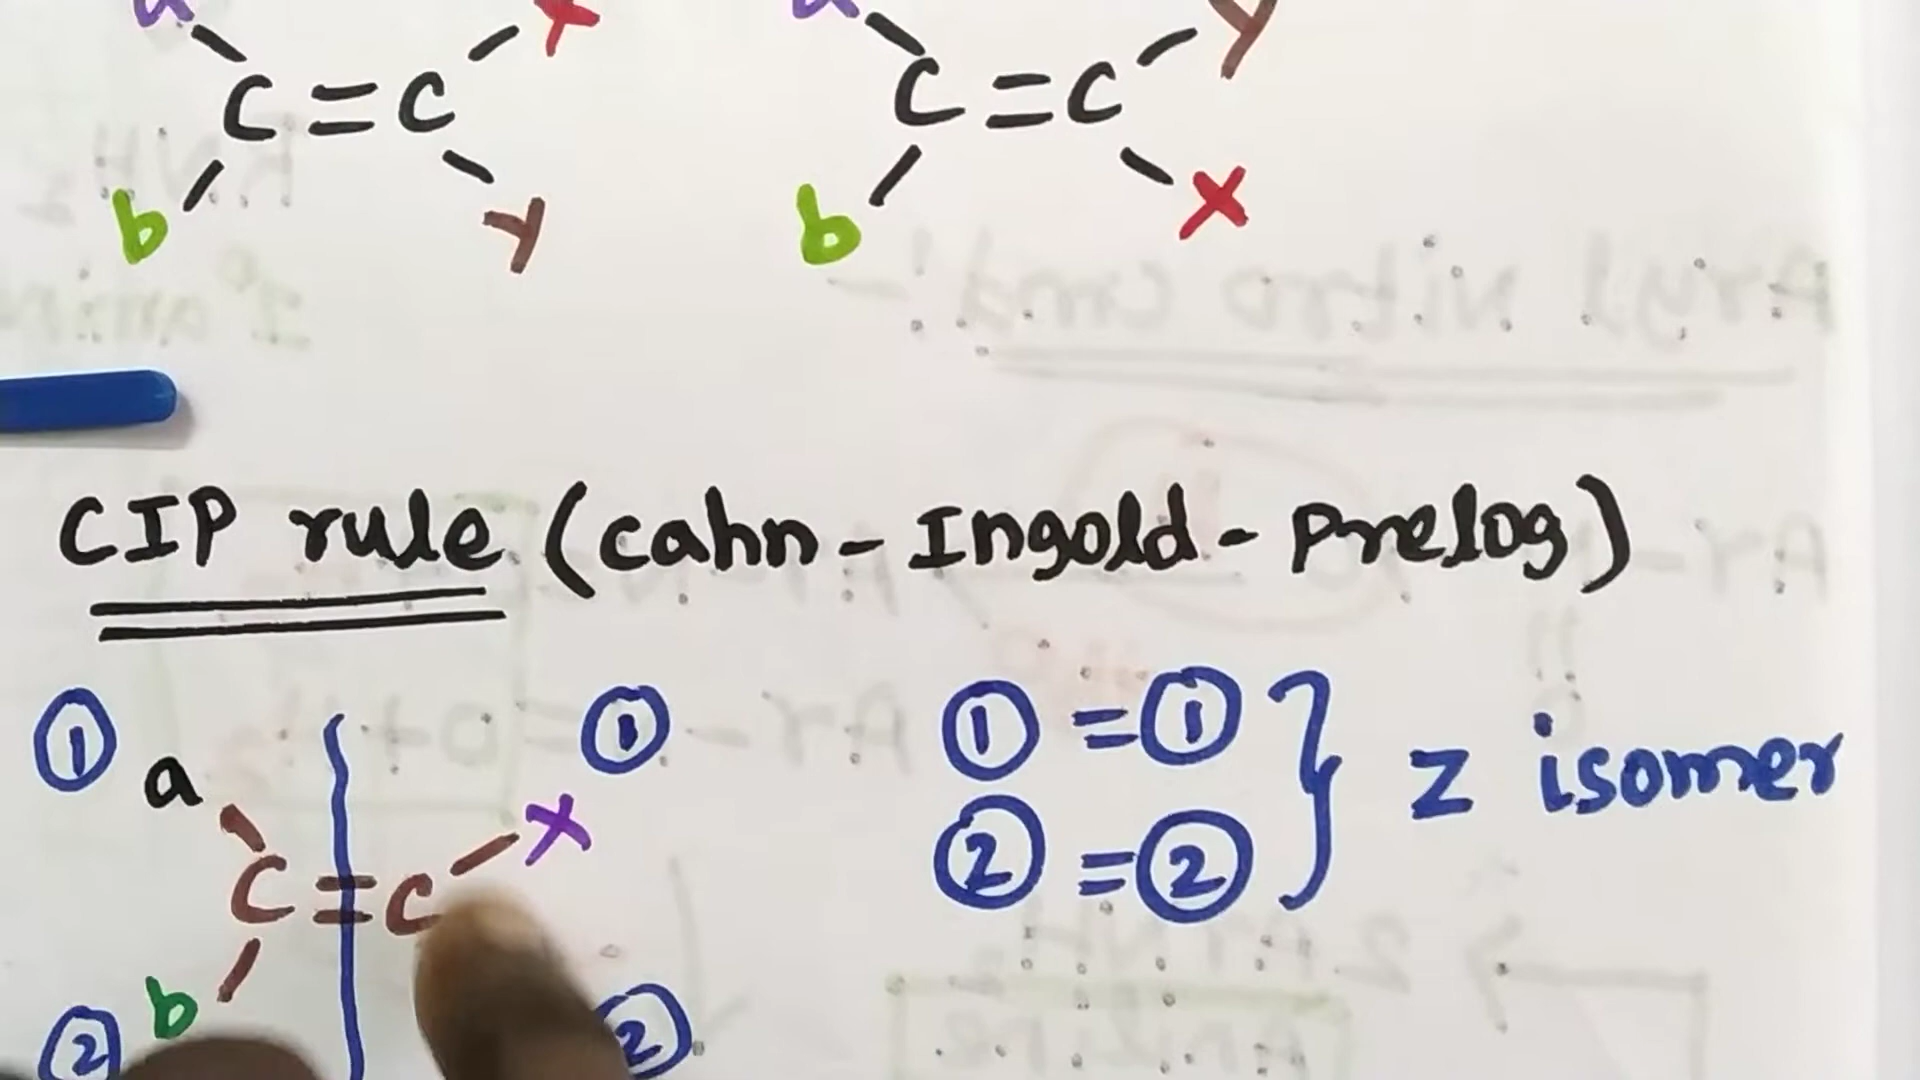 a x a y
C = C C = C
b y b x
CIP rule (cahn - Ingold - Prelog)
① a ① ① = ① } Z isomer
x
C = C ② = ②
② b ②